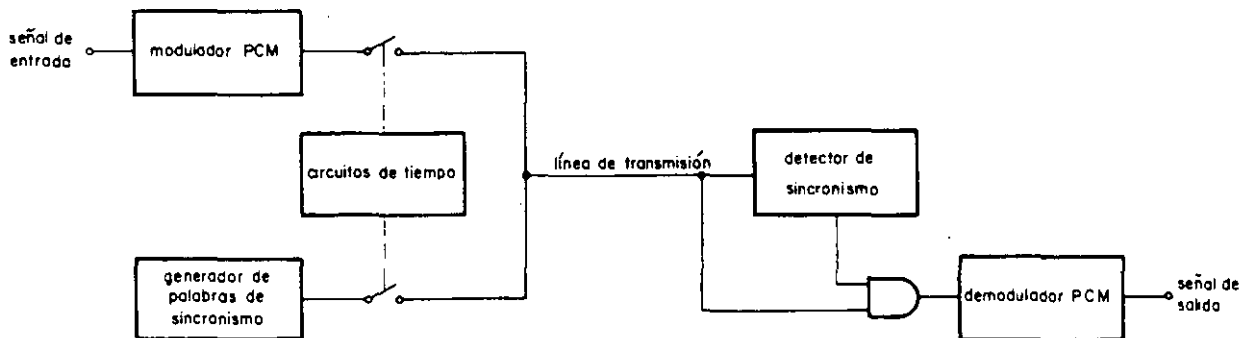 señal de
entrada
modulador PCM
circuitos de tiempo
generador de
palabras de
sincronismo
línea de transmisión
detector de
sincronismo
demodulador PCM
señal de
salida